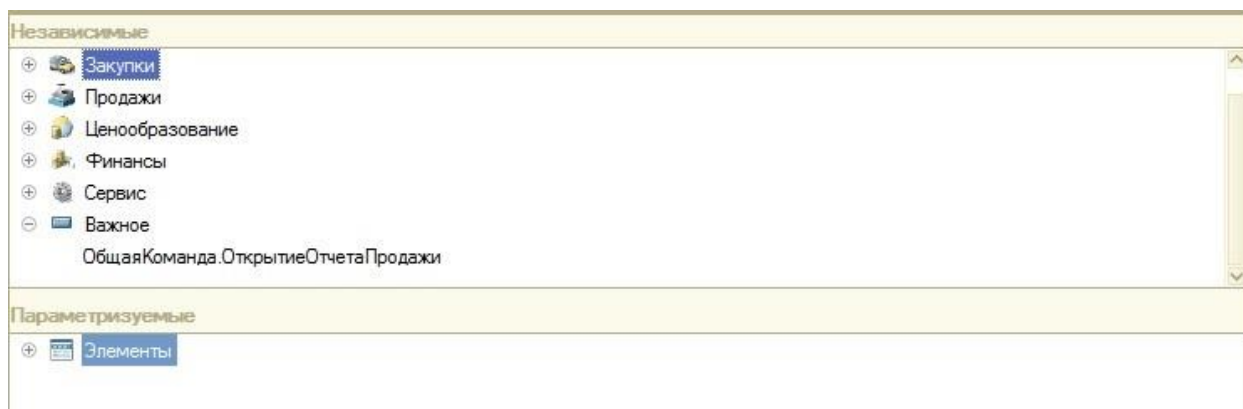 Независимые
Закупки
Продажи
Ценообразование
Финансы
Сервис
Важное
ОбщаяКоманда.ОткрытиеОтчетаПродажи
Параметризуемые
Элементы